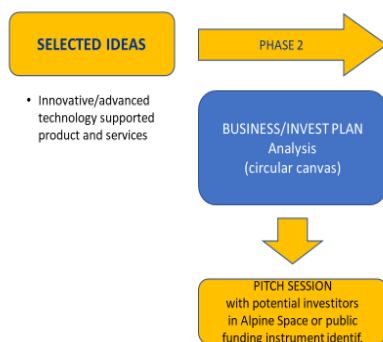 SELECTED IDEAS
PHASE 2
• Innovative/advanced
technology supported
product and services
BUSINESS/INVEST PLAN
Analysis
(circular canvas)
PITCH SESSION
with potential investitors
in Alpine Space or public
funding instrument identif.